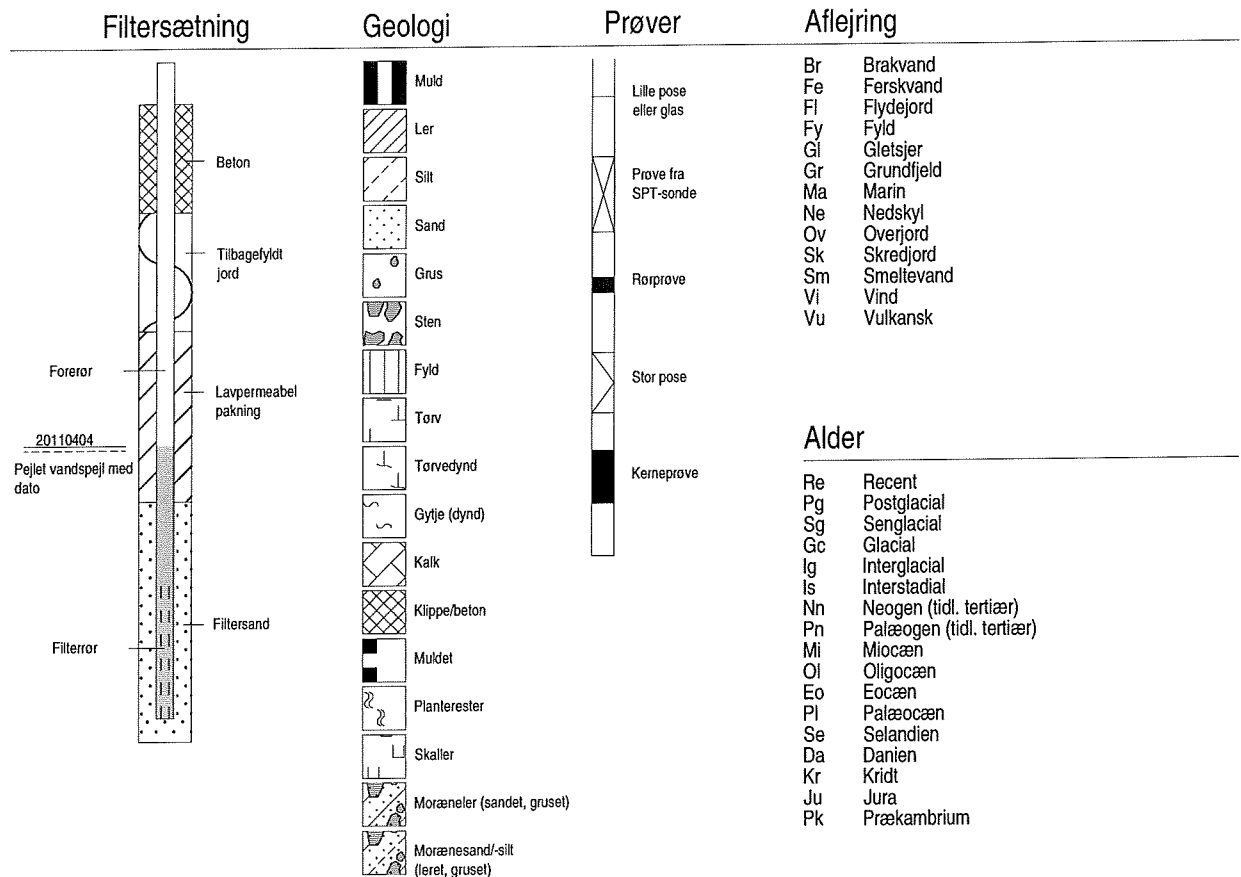 Filtersætning
Beton
Tilbagefyldt
jord
Forerør
Lavpermeabel
pakning
20110404
Pejlet vandspejl med
dato
Filtersand
Filterrør
Geologi
Muld
Ler
Silt
Sand
Grus
Sten
Fyld
Tørv
Tørvedynd
Gytje (dynd)
Kalk
Klippe/beton
Muldet
Planterester
Skaller
Moræneler (sandet, gruset)
Morænesand/-silt
(leret, gruset)
Prøver
Lille pose
eller glas
Prøve fra
SPT-sonde
Rørprøve
Stor pose
Kerneprøve
Aflejring
Br Brakvand
Fe Ferskvand
Fl Flydejord
Fy Fyld
Gl Gletsjer
Gr Grundfjeld
Ma Marin
Ne Nedskyl
Ov Overjord
Sk Skredjord
Sm Smeltevand
Vi Vind
Vu Vulkansk
Alder
Re Recent
Pg Postglacial
Sg Senglacial
Gc Glacial
Ig Interglacial
Is Interstadial
Nn Neogen (tidl. tertiær)
Pn Palæogen (tidl. tertiær)
Mi Miocæn
Ol Oligocæn
Eo Eocæn
Pl Palæocæn
Se Selandien
Da Danien
Kr Kridt
Ju Jura
Pk Prækambrium